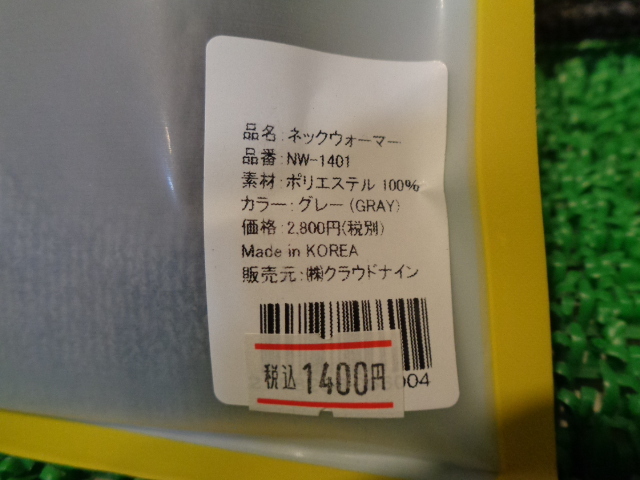 品名:ネックウォーマー
品番:NW-1401
素材:ポリエステル 100%
カラー:グレー(GRAY)
価格:2,800円(税別)
Made in KOREA
販売元:㈱クラウドナイン
税込1400円
004